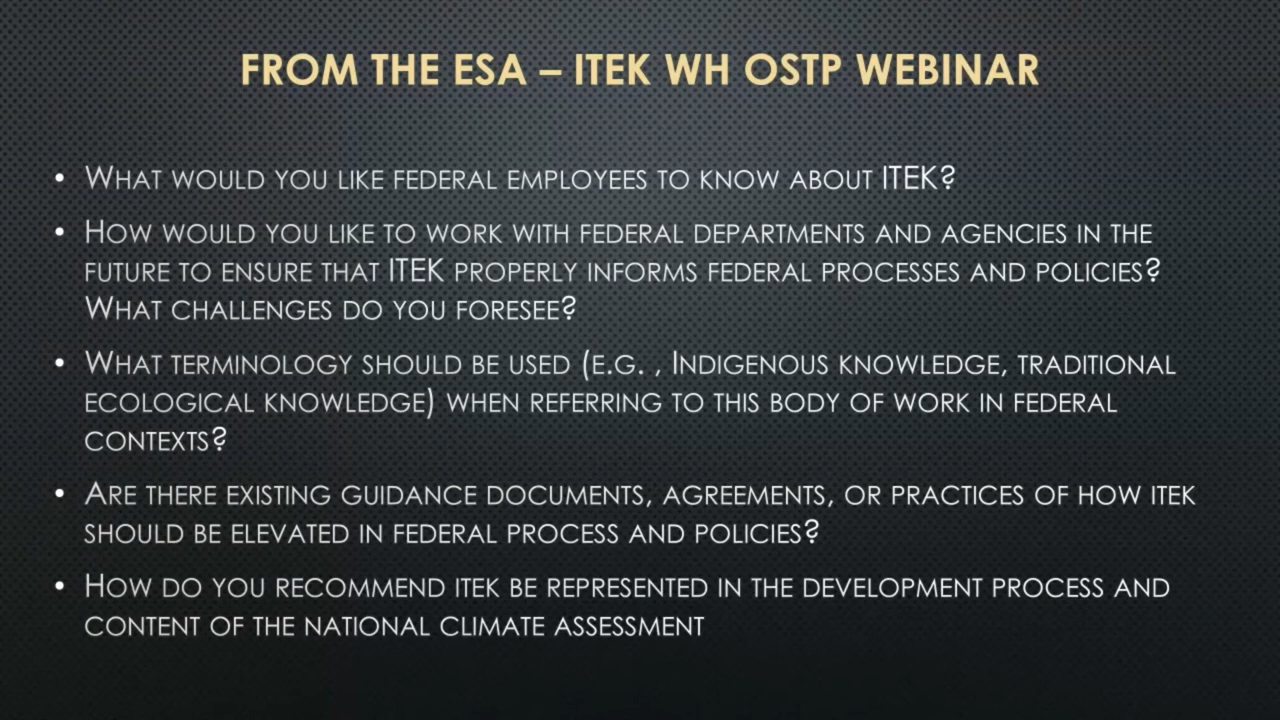 FROM THE ESA – ITEK WH OSTP WEBINAR
• WHAT WOULD YOU LIKE FEDERAL EMPLOYEES TO KNOW ABOUT ITEK?
• HOW WOULD YOU LIKE TO WORK WITH FEDERAL DEPARTMENTS AND AGENCIES IN THE
FUTURE TO ENSURE THAT ITEK PROPERLY INFORMS FEDERAL PROCESSES AND POLICIES?
WHAT CHALLENGES DO YOU FORESEE?
• WHAT TERMINOLOGY SHOULD BE USED (E.G. , INDIGENOUS KNOWLEDGE, TRADITIONAL
ECOLOGICAL KNOWLEDGE) WHEN REFERRING TO THIS BODY OF WORK IN FEDERAL
CONTEXTS?
• ARE THERE EXISTING GUIDANCE DOCUMENTS, AGREEMENTS, OR PRACTICES OF HOW ITEK
SHOULD BE ELEVATED IN FEDERAL PROCESS AND POLICIES?
• HOW DO YOU RECOMMEND ITEK BE REPRESENTED IN THE DEVELOPMENT PROCESS AND
CONTENT OF THE NATIONAL CLIMATE ASSESSMENT